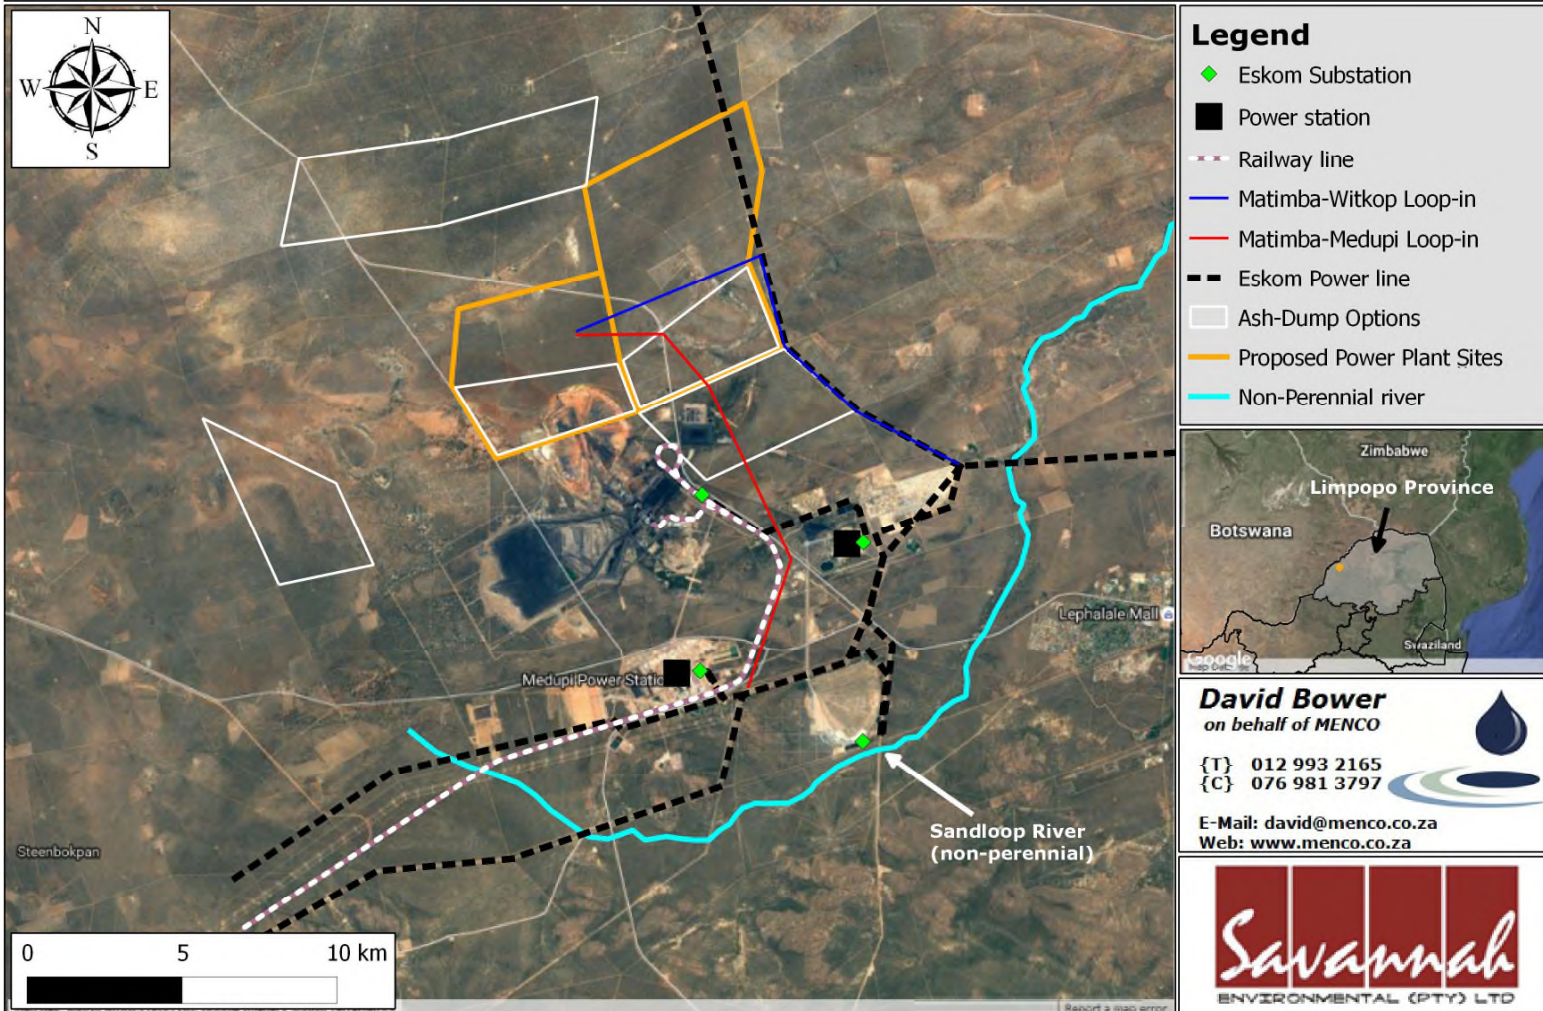 N
W
E
S
Medupi Power Statio
Lephalale Mall
Steenbokpan
Sandloop River
(non-perennial)
0 5 10 km
Report a map error
Legend
Eskom Substation
Power station
Railway line
Matimba-Witkop Loop-in
Matimba-Medupi Loop-in
Eskom Power line
Ash-Dump Options
Proposed Power Plant Sites
Non-Perennial river
Zimbabwe
Limpopo Province
Botswana
Swaziland
Google
David Bower
on behalf of MENCO
{T} 012 993 2165
{C} 076 981 3797
E-Mail: david@menco.co.za
Web: www.menco.co.za
Savannah
ENVIRONMENTAL (PTY) LTD